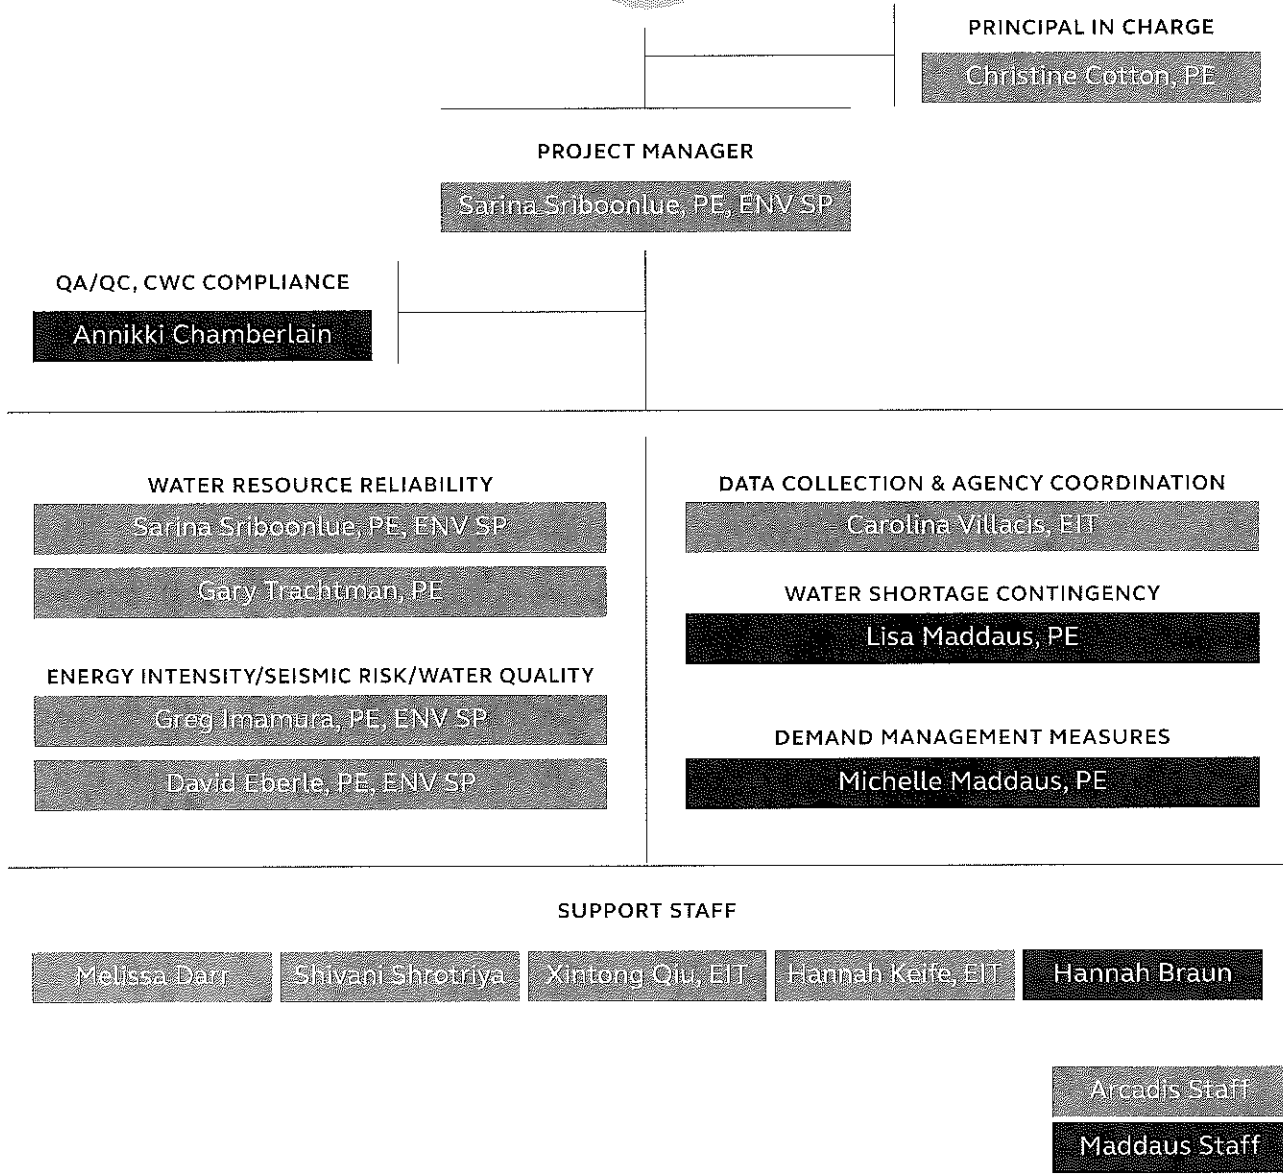 PRINCIPAL IN CHARGE
Christine Cotton, PE
PROJECT MANAGER
Sarina Sriboonlue, PE, ENV SP
QA/QC, CWC COMPLIANCE
Annikki Chamberlain
WATER RESOURCE RELIABILITY
Sarina Sriboonlue, PE, ENV SP
Gary Trachtman, PE
ENERGY INTENSITY/SEISMIC RISK/WATER QUALITY
Greg Imamura, PE, ENV SP
David Eberle, PE, ENV SP
DATA COLLECTION & AGENCY COORDINATION
Carolina Villacis, EIT
WATER SHORTAGE CONTINGENCY
Lisa Maddaus, PE
DEMAND MANAGEMENT MEASURES
Michelle Maddaus, PE
SUPPORT STAFF
Melissa Darr
Shivani Shrotriya
Xintong Qiu, EIT
Hannah Keife, EIT
Hannah Braun
Arcadis Staff
Maddaus Staff